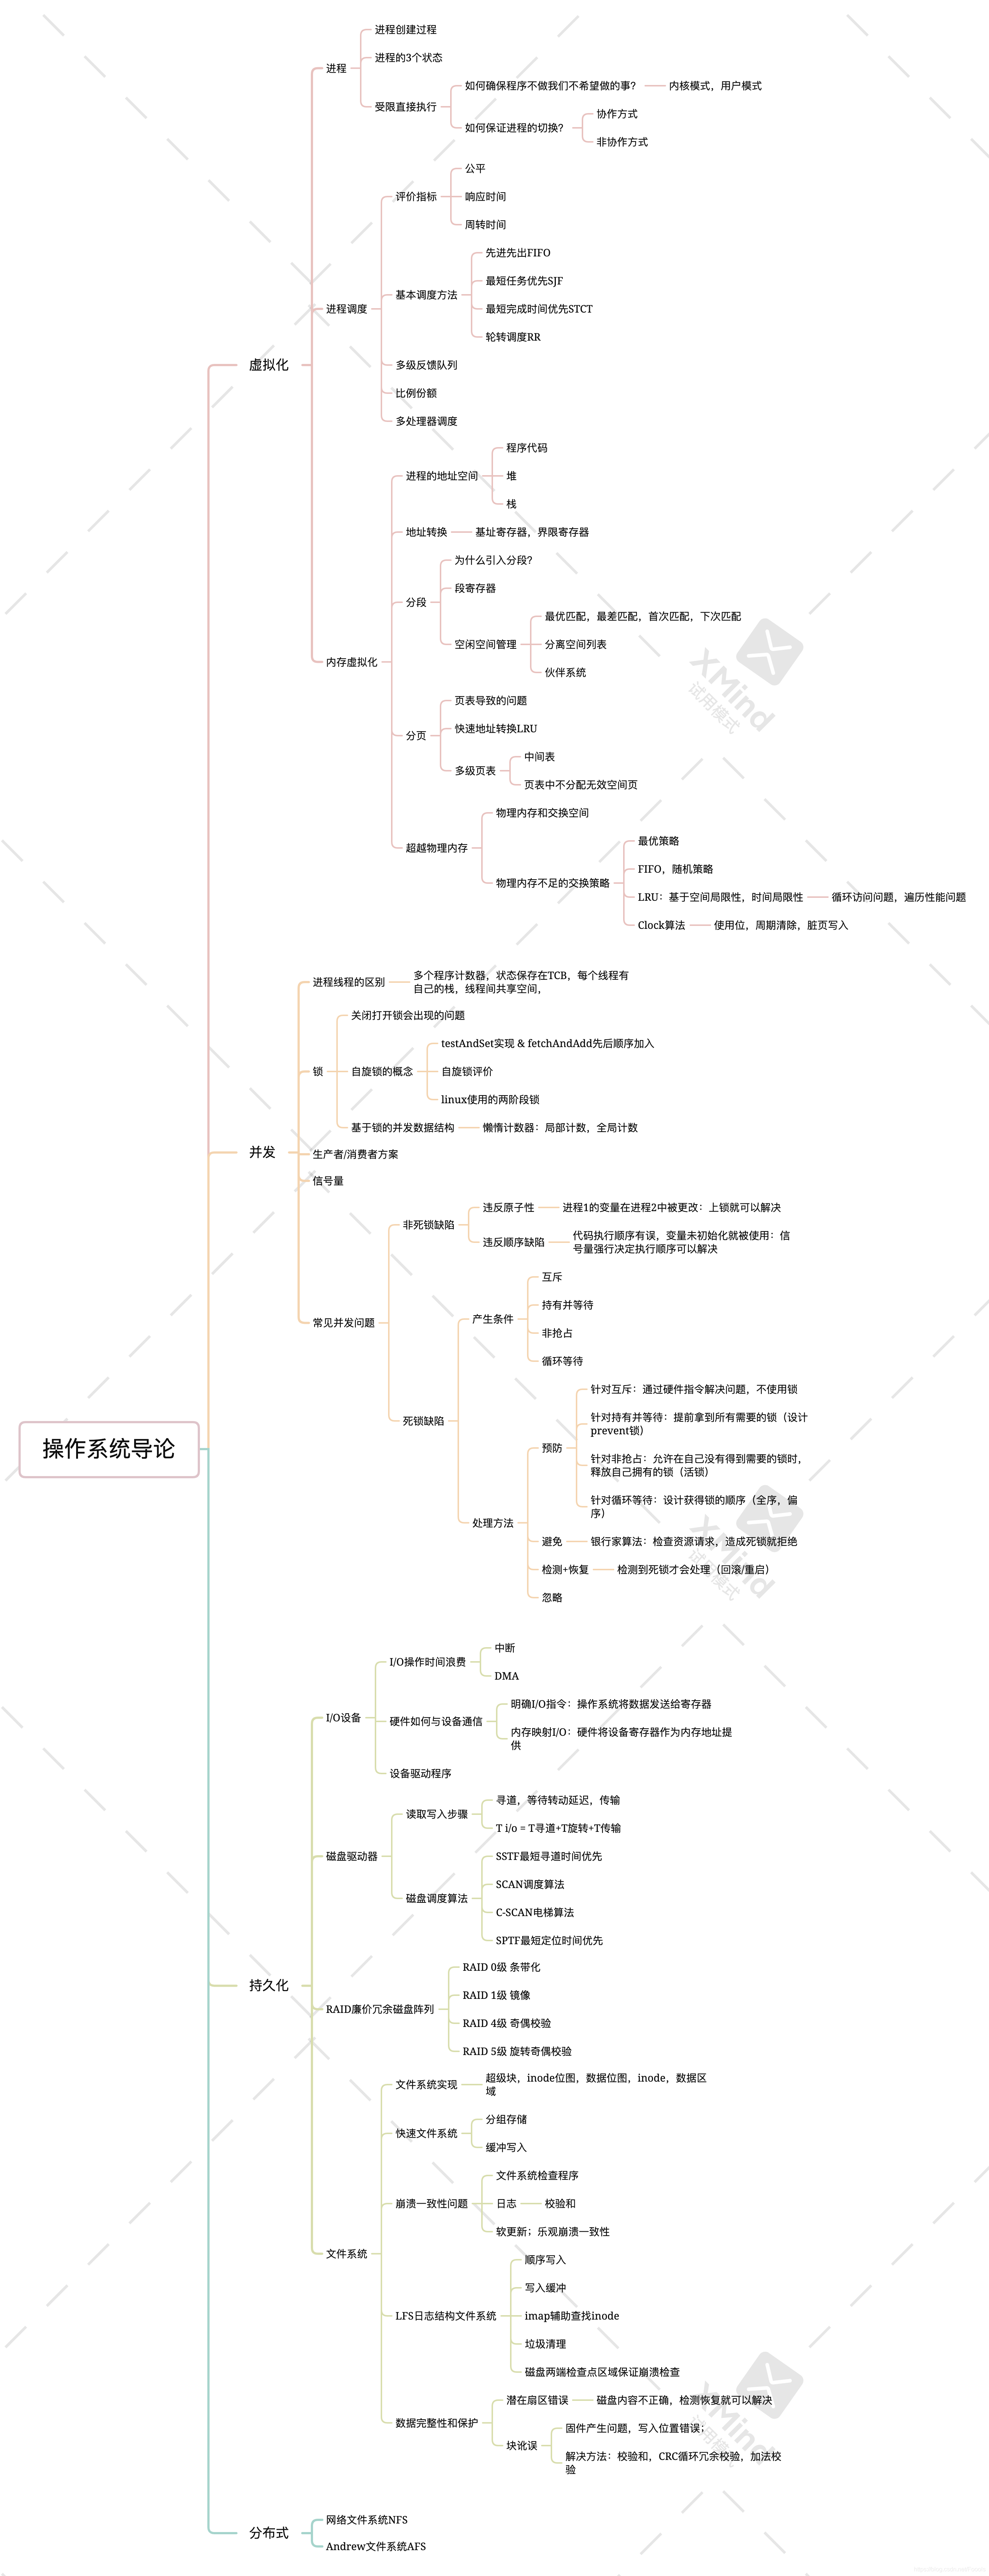 进程创建过程
进程的3个状态
进程
如何确保程序不做我们不希望做的事？
内核模式，用户模式
受限直接执行
协作方式
如何保证进程的切换？
非协作方式
公平
评价指标
响应时间
周转时间
先进先出FIFO
最短任务优先SJF
基本调度方法
最短完成时间优先STCT
进程调度
轮转调度RR
虚拟化
多级反馈队列
比例份额
多处理器调度
程序代码
进程的地址空间
堆
栈
地址转换
基址寄存器，界限寄存器
为什么引入分段？
段寄存器
分段
最优匹配，最差匹配，首次匹配，下次匹配
空闲空间管理
分离空间列表
内存虚拟化
伙伴系统
页表导致的问题
快速地址转换LRU
分页
中间表
多级页表
页表中不分配无效空间页
物理内存和交换空间
超越物理内存
最优策略
FIFO，随机策略
物理内存不足的交换策略
LRU：基于空间局限性，时间局限性
循环访问问题，遍历性能问题
Clock算法
使用位，周期清除，脏页写入
进程线程的区别
多个程序计数器，状态保存在TCB，每个线程有
自己的栈，线程间共享空间，
关闭打开锁会出现的问题
testAndSet实现 & fetchAndAdd先后顺序加入
锁
自旋锁的概念
自旋锁评价
linux使用的两阶段锁
基于锁的并发数据结构
懒惰计数器：局部计数，全局计数
并发
生产者/消费者方案
信号量
违反原子性
进程1的变量在进程2中被更改：上锁就可以解决
非死锁缺陷
违反顺序缺陷
代码执行顺序有误，变量未初始化就被使用：信
号量强行决定执行顺序可以解决
互斥
持有并等待
产生条件
常见并发问题
非抢占
循环等待
针对互斥：通过硬件指令解决问题，不使用锁
死锁缺陷
针对持有并等待：提前拿到所有需要的锁（设计
prevent锁）
预防
操作系统导论
针对非抢占：允许在自己没有得到需要的锁时，
释放自己拥有的锁（活锁）
针对循环等待：设计获得锁的顺序（全序，偏
序）
处理方法
避免
银行家算法：检查资源请求，造成死锁就拒绝
检测+恢复
检测到死锁才会处理（回滚/重启）
忽略
中断
I/O操作时间浪费
DMA
明确I/O指令：操作系统将数据发送给寄存器
I/O设备
硬件如何与设备通信
内存映射I/O：硬件将设备寄存器作为内存地址提
供
设备驱动程序
寻道，等待转动延迟，传输
读取写入步骤
T i/o = T寻道+T旋转+T传输
磁盘驱动器
SSTF最短寻道时间优先
SCAN调度算法
磁盘调度算法
C-SCAN电梯算法
SPTF最短定位时间优先
RAID 0级 条带化
持久化
RAID 1级 镜像
RAID廉价冗余磁盘阵列
RAID 4级 奇偶校验
RAID 5级 旋转奇偶校验
文件系统实现
超级块，inode位图，数据位图，inode，数据区
域
分组存储
快速文件系统
缓冲写入
文件系统检查程序
崩溃一致性问题
日志
校验和
软更新；乐观崩溃一致性
文件系统
顺序写入
写入缓冲
LFS日志结构文件系统
imap辅助查找inode
垃圾清理
磁盘两端检查点区域保证崩溃检查
潜在扇区错误
磁盘内容不正确，检测恢复就可以解决
数据完整性和保护
固件产生问题，写入位置错误；
块讹误
解决方法：校验和，CRC循环冗余校验，加法校
验
网络文件系统NFS
分布式
Andrew文件系统AFS
XMind
试用模式
XMind
试用模式
XMind
试用模式